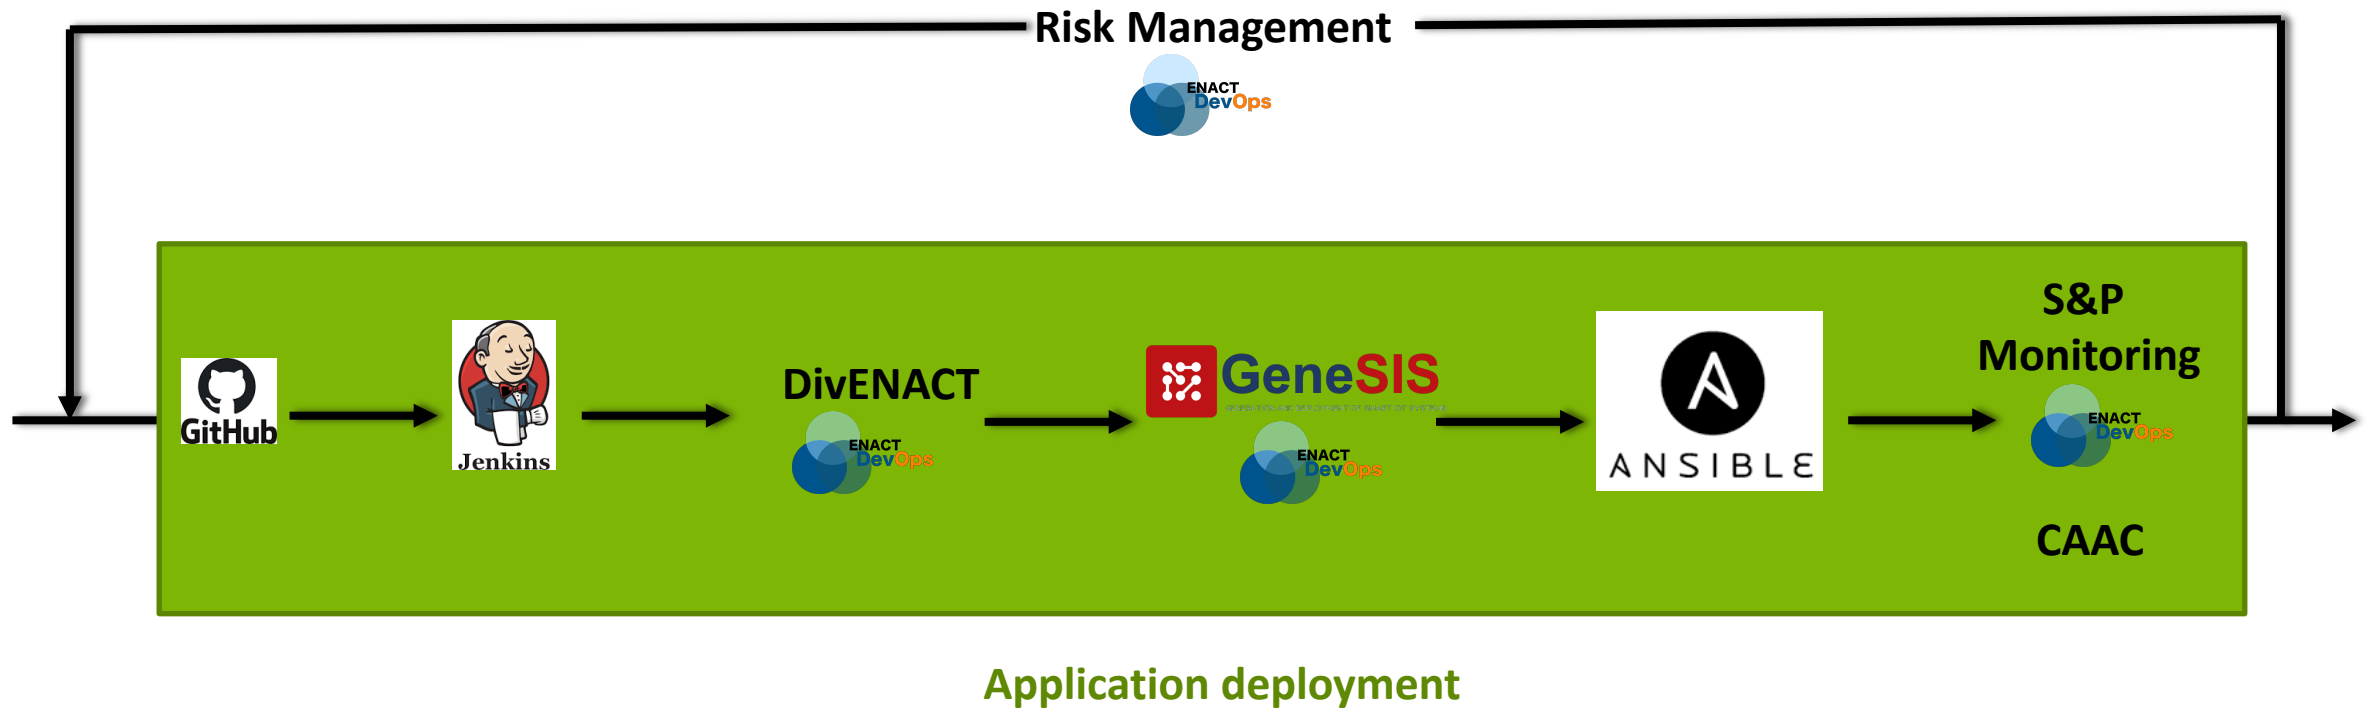 Risk Management
ENACT
DevOps
GitHub
Jenkins
DivENACT
ENACT
DevOps
GeneSIS
ENACT
DevOps
ANSIBLE
S&P
Monitoring
ENACT
DevOps
CAAC
Application deployment